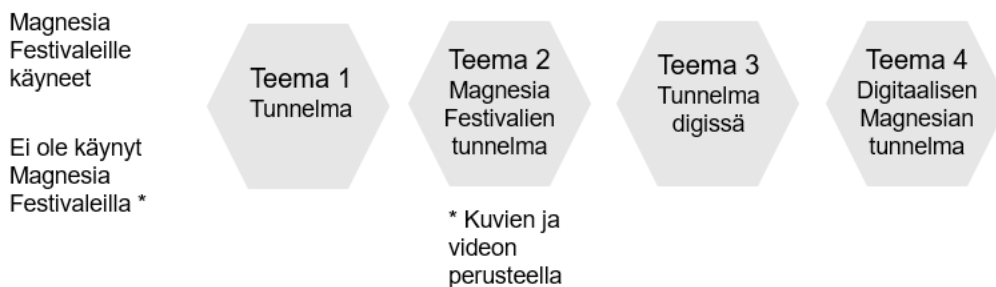 Magnesia
Festivaleille
käyneet
Ei ole käynyt
Magnesia
Festivaleilla *
Teema 1
Tunnelma
Teema 2
Magnesia
Festivalien
tunnelma
* Kuvien ja
videon
perusteella
Teema 3
Tunnelma
digissä
Teema 4
Digitaalisen
Magnesian
tunnelma